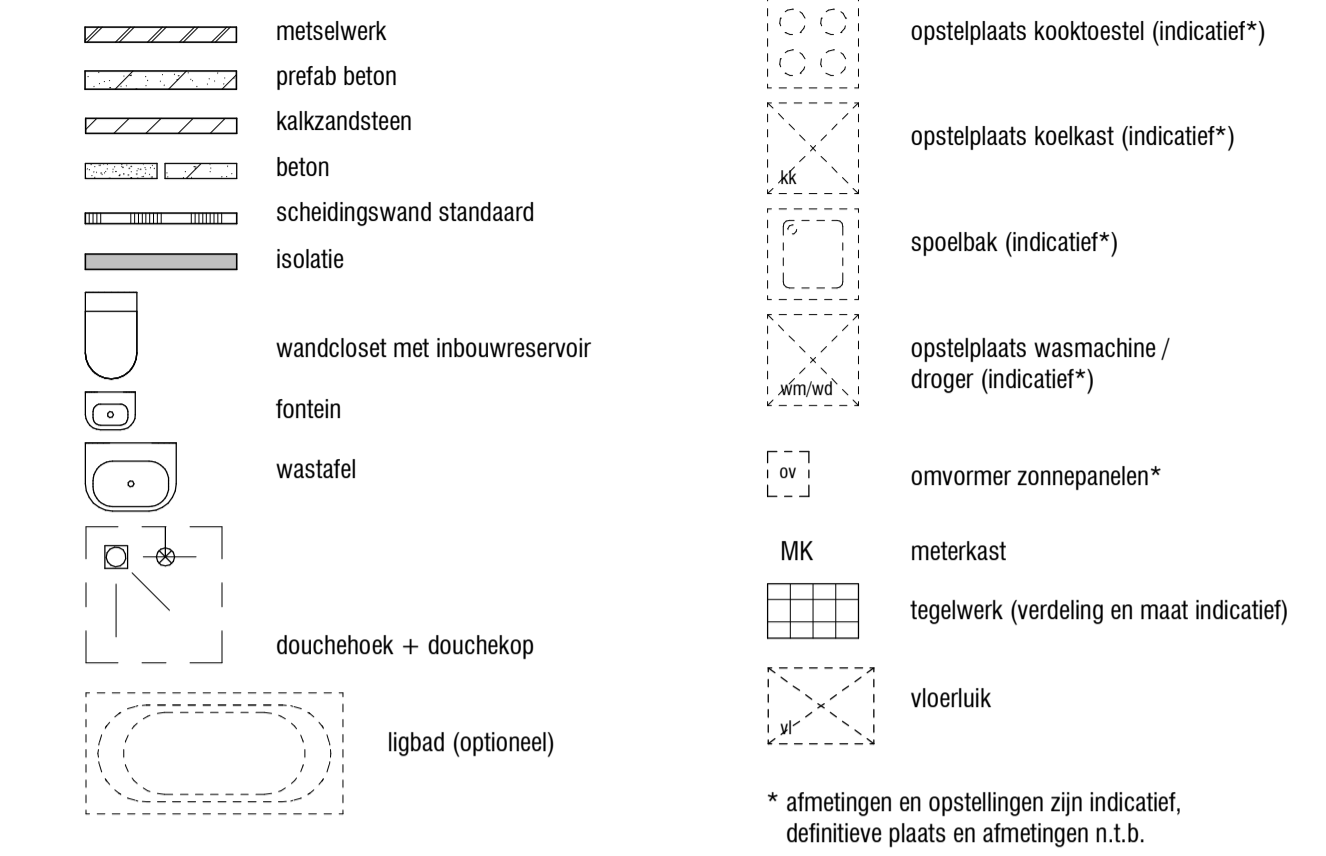 metselwerk
prefab beton
kalkzandsteen
beton
scheidingswand standaard
isolatie
wandcloset met inbouwreservoir
fontein
wastafel
douchehoek + douchekop
ligbad (optioneel)
opstelplaats kooktoestel (indicatief*)
kk
opstelplaats koelkast (indicatief*)
spoelbak (indicatief*)
wm/wd
opstelplaats wasmachine /
droger (indicatief*)
ov
omvormer zonnepanelen*
MK
meterkast
tegelwerk (verdeling en maat indicatief)
vl
vloerluik
* afmetingen en opstellingen zijn indicatief,
definitieve plaats en afmetingen n.t.b.